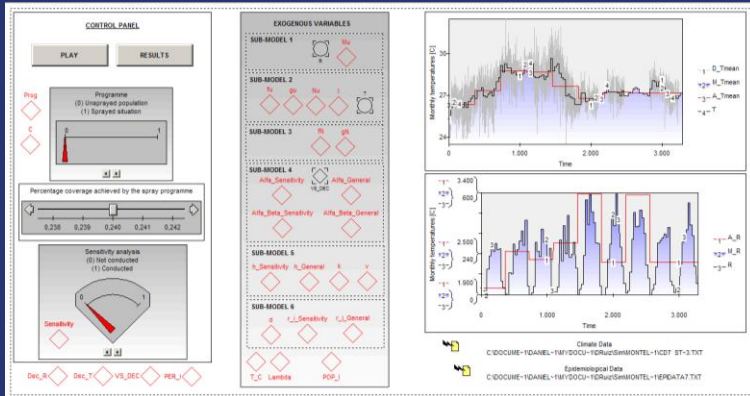 CONTROL PANEL
PLAY RESULTS
Prog
C
Programme
(0) Unsprayed population
(1) Sprayed situation
0 1
Percentage coverage achieved by the spray programme
0,238 0,239 0,240 0,241 0,242
Sensitivity analysis
(0) Not conducted
(1) Conducted
0 1
Sensitivity
Dec_R Dec_T VS_DEC PER_I
EXOGENOUS VARIABLES
SUB-MODEL 1
R
Mu
SUB-MODEL 2
fu gu Nu
T
SUB-MODEL 3
fN gN
SUB-MODEL 4
VS_DEC
Alfa_Sensitivity Alfa_General
Alfa_Beta_Sensitivity Alfa_Beta_General
SUB-MODEL 5
h_Sensitivity h_General k v
SUB-MODEL 6
d r_i_Sensitivity r_i_General
T_C Lambda POP_I
Monthly temperatures [C]
30
27
24
0 1.000 2.000 3.000
Time
1 D_Tmean
2 M_Tmean
3 A_Tmean
4 T
Monthly temperatures [C]
3.400
600
2.500
240
1.900
0
0 1.000 2.000 3.000
Time
1 A_R
2 M_R
3 R
Climate Data
C:\DOCUME~1\DANIEL~1\MYDOCU~1\DRuiz\SimMONTEL~1\CDT ST-3.TXT
Epidemiological Data
C:\DOCUME~1\DANIEL~1\MYDOCU~1\DRuiz\SimMONTEL~1\EPIDATA7.TXT